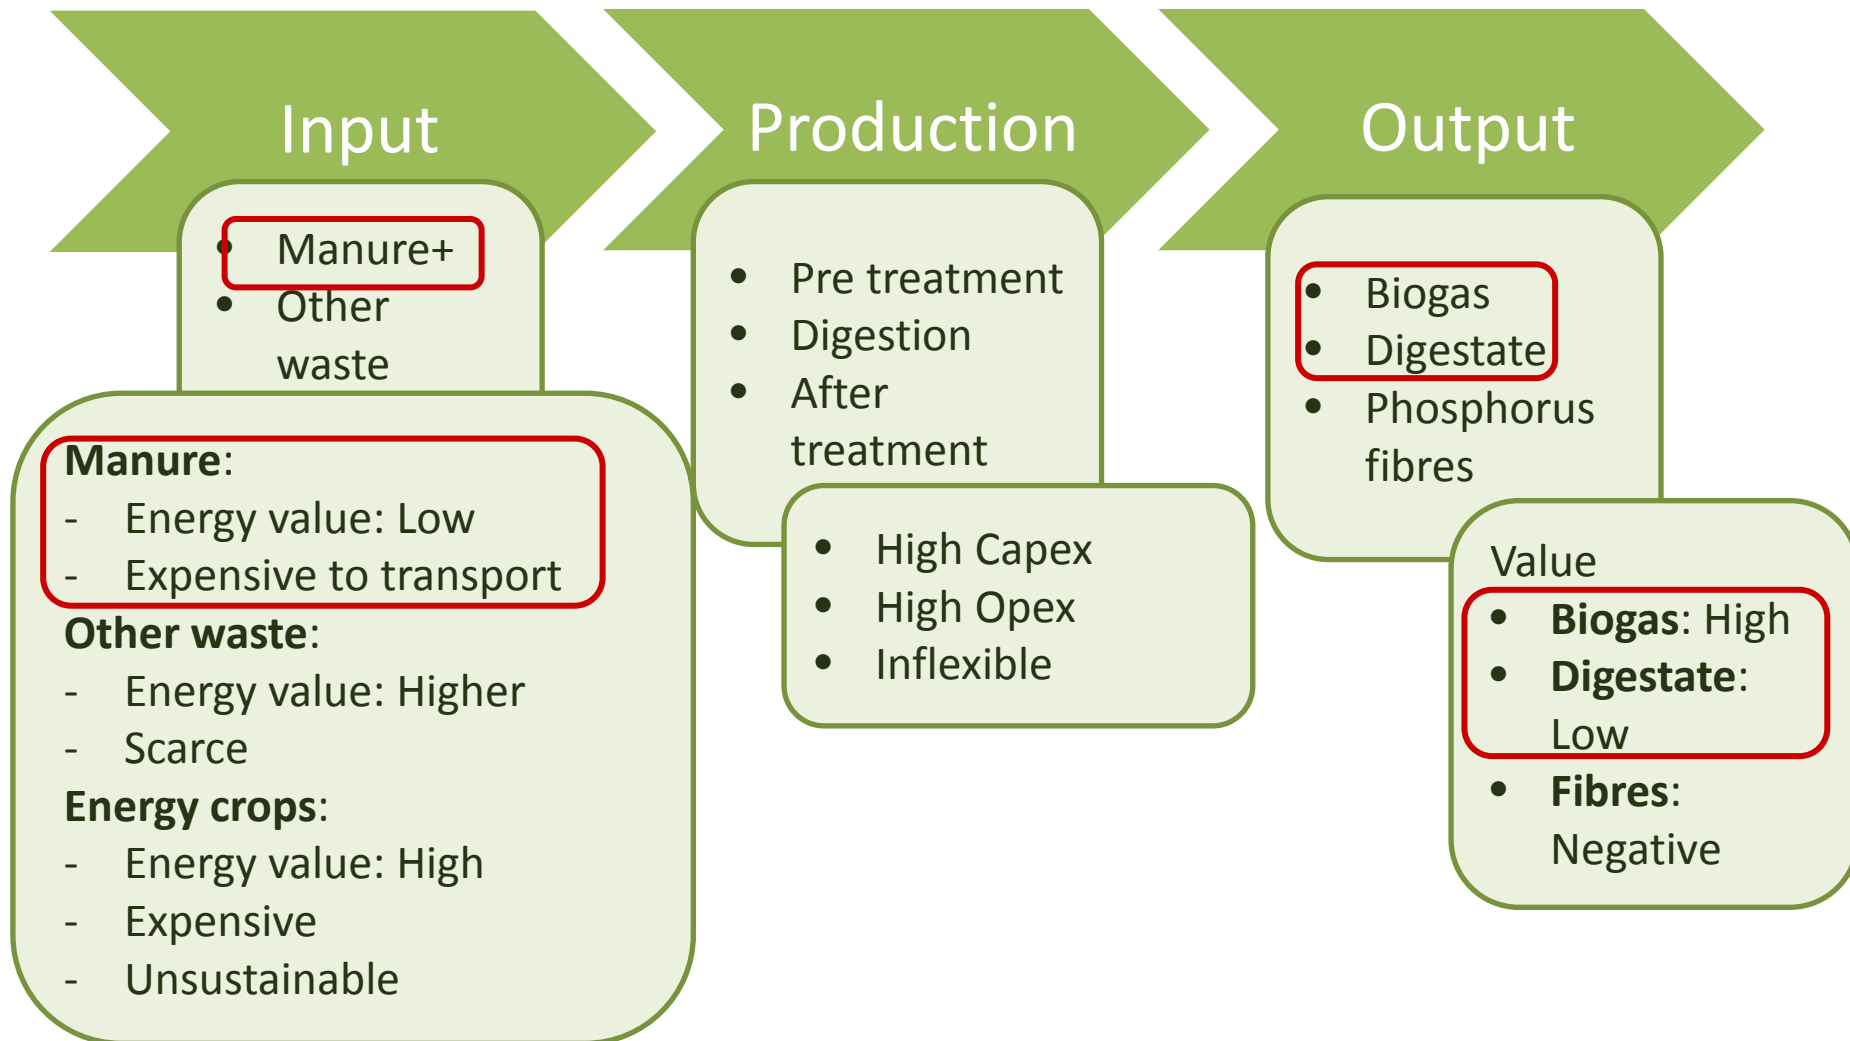 Input
• Manure+
• Other
waste
Manure:
- Energy value: Low
- Expensive to transport
Other waste:
- Energy value: Higher
- Scarce
Energy crops:
- Energy value: High
- Expensive
- Unsustainable
Production
• Pre treatment
• Digestion
• After
treatment
• High Capex
• High Opex
• Inflexible
Output
• Biogas
• Digestate
• Phosphorus
fibres
Value
• Biogas: High
• Digestate:
Low
• Fibres:
Negative